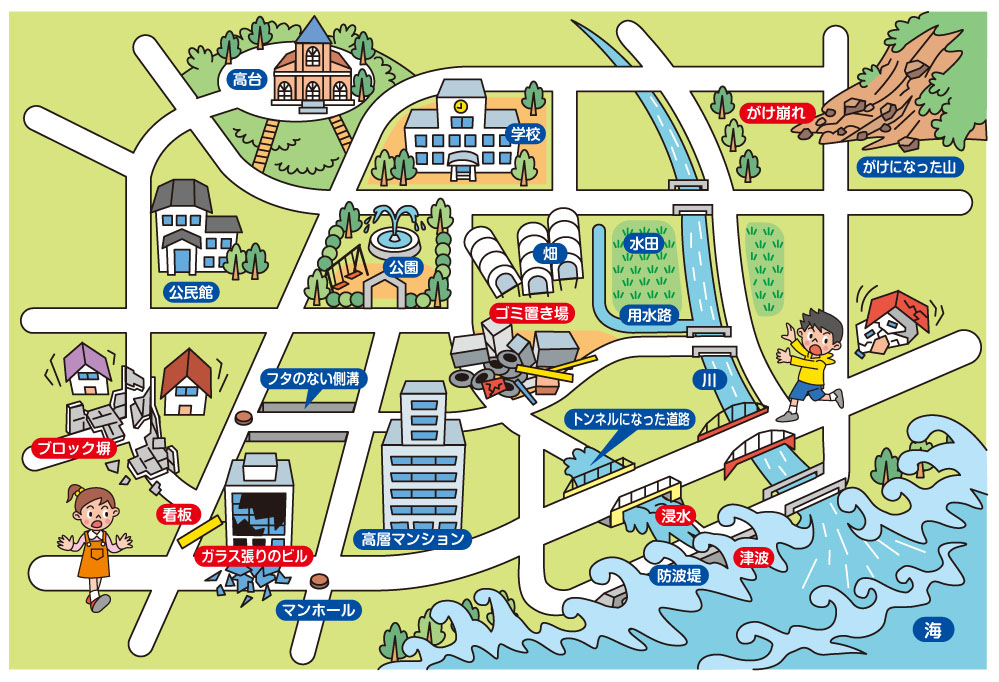 高台
学校
がけ崩れ
がけになった山
公民館
公園
畑
水田
ゴミ置き場
用水路
フタのない側溝
川
トンネルになった道路
ブロック塀
看板
ガラス張りのビル
高層マンション
浸水
津波
防波堤
マンホール
海